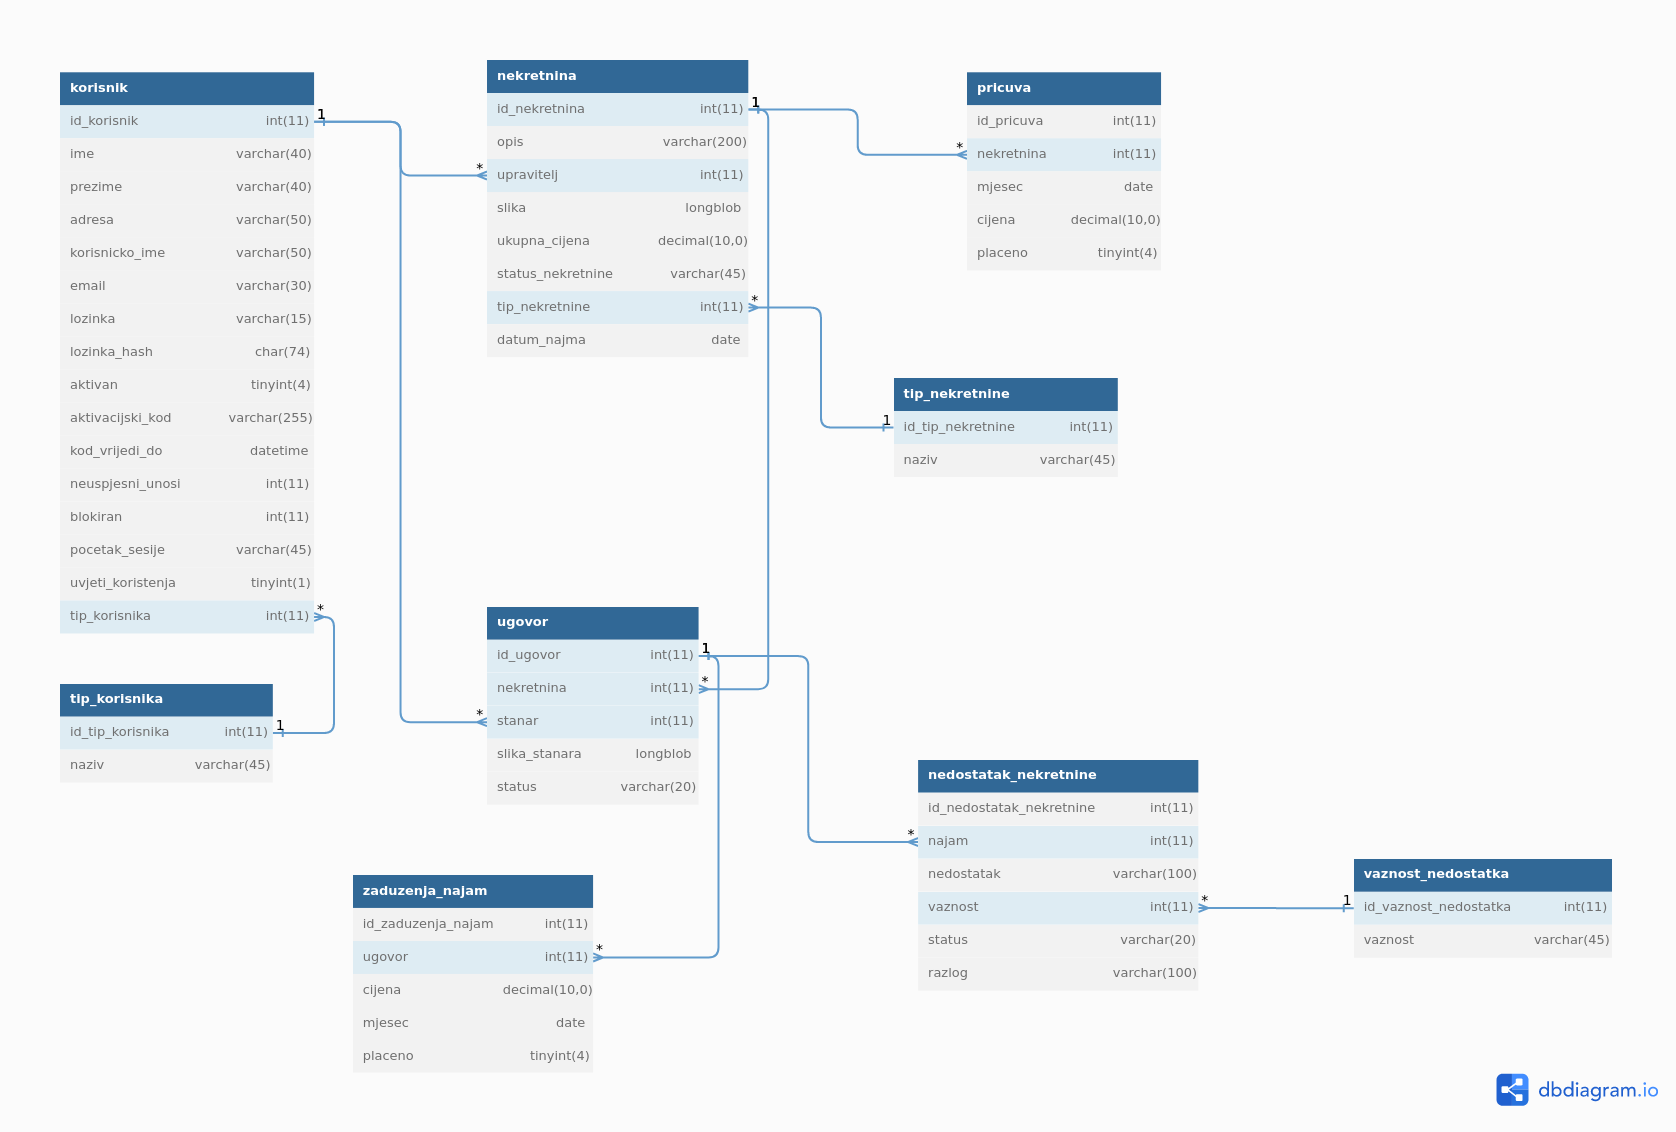 korisnik
id_korisnik int(11) 1
ime varchar(40)
prezime varchar(40)
adresa varchar(50)
korisnicko_ime varchar(50)
email varchar(30)
lozinka varchar(15)
lozinka_hash char(74)
aktivan tinyint(4)
aktivacijski_kod varchar(255)
kod_vrijedi_do datetime
neuspjesni_unosi int(11)
blokiran int(11)
pocetak_sesije varchar(45)
uvjeti_koristenja tinyint(1)
tip_korisnika int(11) *
tip_korisnika
id_tip_korisnika int(11) 1
naziv varchar(45)
nekretnina
id_nekretnina int(11) 1
opis varchar(200)
* upravitelj int(11)
slika longblob
ukupna_cijena decimal(10,0)
status_nekretnine varchar(45)
tip_nekretnine int(11) *
datum_najma date
pricuva
id_pricuva int(11)
* nekretnina int(11)
mjesec date
cijena decimal(10,0)
placeno tinyint(4)
tip_nekretnine
1 id_tip_nekretnine int(11)
naziv varchar(45)
ugovor
id_ugovor int(11) 1
nekretnina int(11) *
* stanar int(11)
slika_stanara longblob
status varchar(20)
zaduzenja_najam
id_zaduzenja_najam int(11)
ugovor int(11) *
cijena decimal(10,0)
mjesec date
placeno tinyint(4)
nedostatak_nekretnine
id_nedostatak_nekretnine int(11)
* najam int(11)
nedostatak varchar(100)
vaznost int(11) *
status varchar(20)
razlog varchar(100)
vaznost_nedostatka
1 id_vaznost_nedostatka int(11)
vaznost varchar(45)
dbdiagram.io